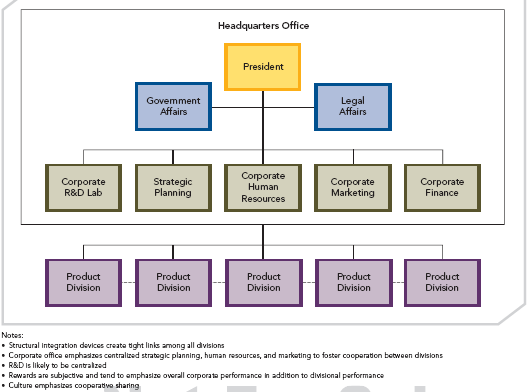 Headquarters Office
President
Government
Affairs
Legal
Affairs
Corporate
R&D Lab
Strategic
Planning
Corporate
Human
Resources
Corporate
Marketing
Corporate
Finance
Product
Division
Product
Division
Product
Division
Product
Division
Product
Division
Notes:
• Structural integration devices create tight links among all divisions
• Corporate office emphasizes centralized strategic planning, human resources, and marketing to foster cooperation between divisions
• R&D is likely to be centralized
• Rewards are subjective and tend to emphasize overall corporate performance in addition to divisional performance
• Culture emphasizes cooperative sharing